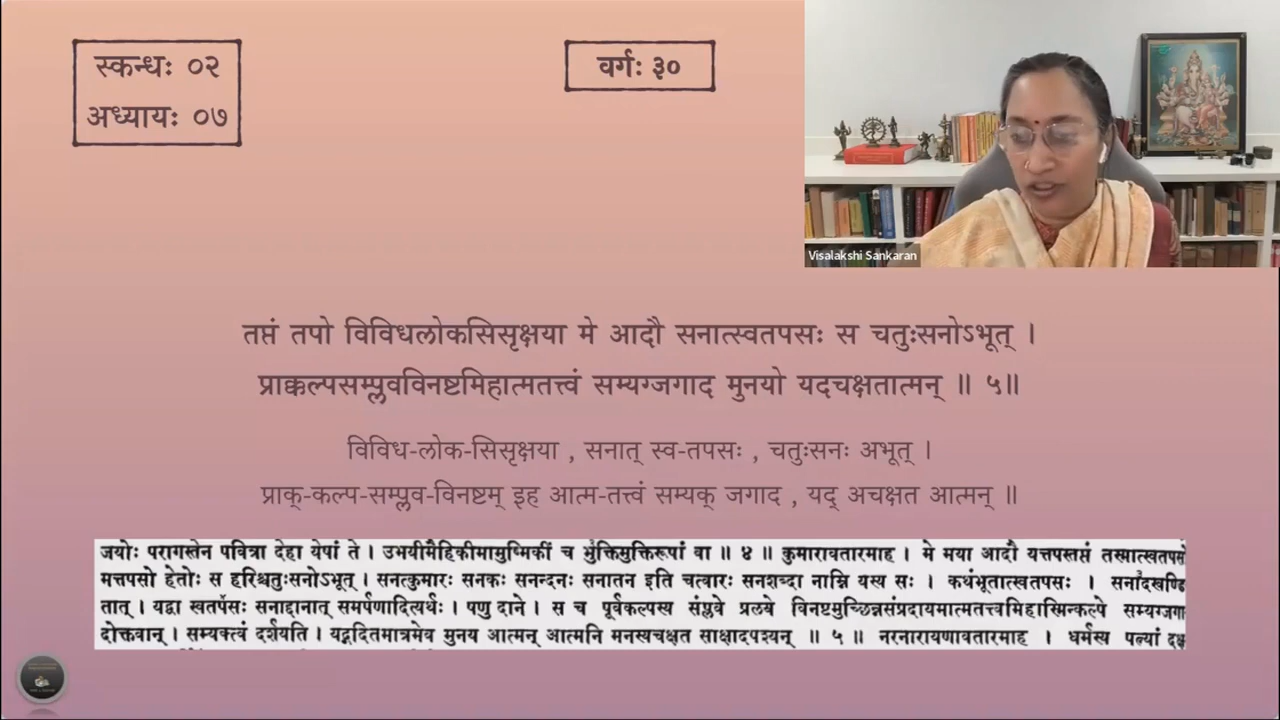 स्कन्धः ०२
अध्यायः ०७
वर्गः ३०
Visalakshi Sankaran
तप्तं तपो विविधलोकसिसृक्षया मे आदौ सनात्स्वतपसः स चतुःसनोऽभूत् ।
प्राक्कल्पसम्प्लवविनष्टमिहात्मतत्त्वं सम्यग्जगाद मुनयो यदचक्षतात्मन् ॥ ५॥
विविध-लोक-सिसृक्षया , सनात् स्व-तपसः , चतुःसनः अभूत् ।
प्राक्-कल्प-सम्प्लव-विनष्टम् इह आत्म-तत्त्वं सम्यक् जगाद , यद् अचक्षत आत्मन् ॥
जयोः परागस्तेन पवित्रा देहा येषां ते । उभयीमैहिकीमामुष्मिकीं च भुक्तिमुक्तिरूपां वा ॥ ४ ॥ कुमारावतारमाह । मे मया आदौ यत्तपस्तप्तं तस्मात्स्वतपसो
मत्तपसो हेतोः स हरिश्चतुःसनोऽभूत् । सनत्कुमारः सनकः सनन्दनः सनातन इति चत्वारः सनशब्दा नाम्नि यस्य सः । कथंभूतात्स्वतपसः । सनादखण्डि
तात् । यद्वा स्वतपसः सनाद्दानात् समर्पणादित्यर्थः । षणु दाने । स च पूर्वकल्पस्य संप्लवे प्रलये विनष्टमुच्छिन्नसंप्रदायमात्मतत्त्वमिहास्मिन्कल्पे सम्यग्जगा
दोक्तवान् । सम्यक्त्वं दर्शयति । यद्गदितमात्रमेव मुनय आत्मन् आत्मनि मनस्यचक्षत साक्षादपश्यन् ॥ ५ ॥ नरनारायणावतारमाह । धर्मस्य पत्न्यां दक्ष